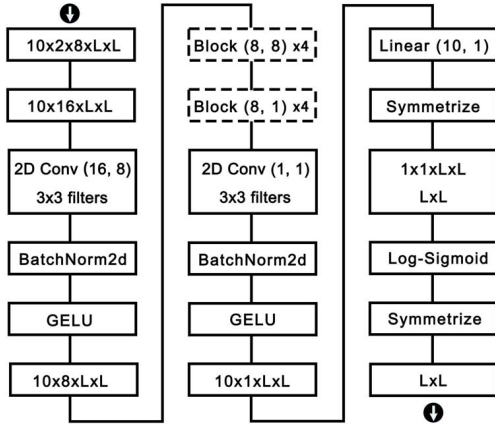 10x2x8xLxL
10x16xLxL
2D Conv (16, 8)
3x3 filters
BatchNorm2d
GELU
10x8xLxL
Block (8, 8) x4
Block (8, 1) x4
2D Conv (1, 1)
3x3 filters
BatchNorm2d
GELU
10x1xLxL
Linear (10, 1)
Symmetrize
1x1xLxL
LxL
Log-Sigmoid
Symmetrize
LxL